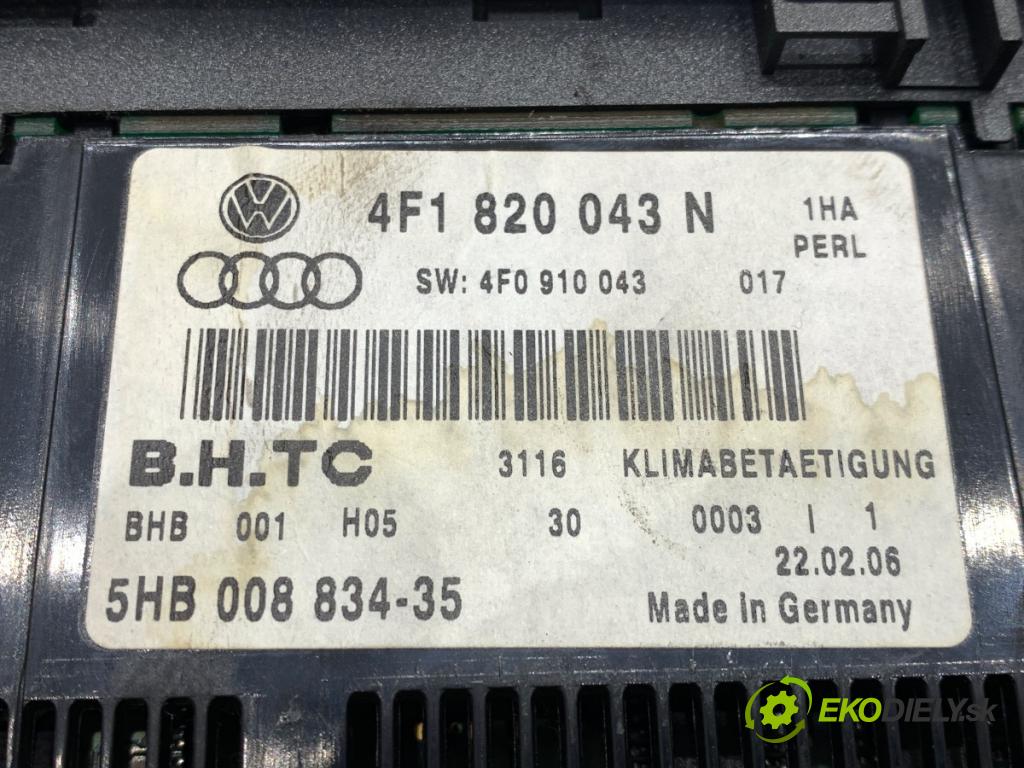 4F1 820 043 N 1HA
PERL
SW: 4F0 910 043 017
B.H.TC 3116 KLIMABETAETIGUNG
BHB 001 H05 30 0003 I 1
22.02.06
5HB 008 834-35 Made in Germany
EKODIELY.sk